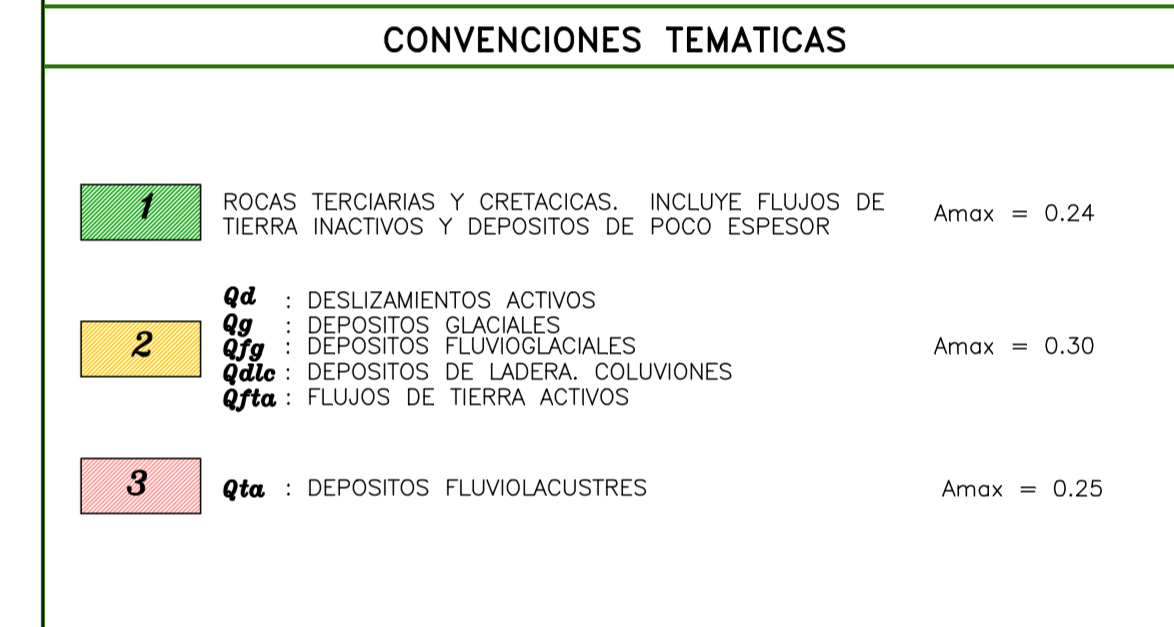 CONVENCIONES TEMATICAS
1
ROCAS TERCIARIAS Y CRETACICAS. INCLUYE FLUJOS DE
TIERRA INACTIVOS Y DEPOSITOS DE POCO ESPESOR
Amax = 0.24
2
Qd : DESLIZAMIENTOS ACTIVOS
Qg : DEPOSITOS GLACIALES
Qfg : DEPOSITOS FLUVIOGLACIALES
Qdlc : DEPOSITOS DE LADERA. COLUVIONES
Qfta : FLUJOS DE TIERRA ACTIVOS
Amax = 0.30
3
Qta : DEPOSITOS FLUVIOLACUSTRES
Amax = 0.25